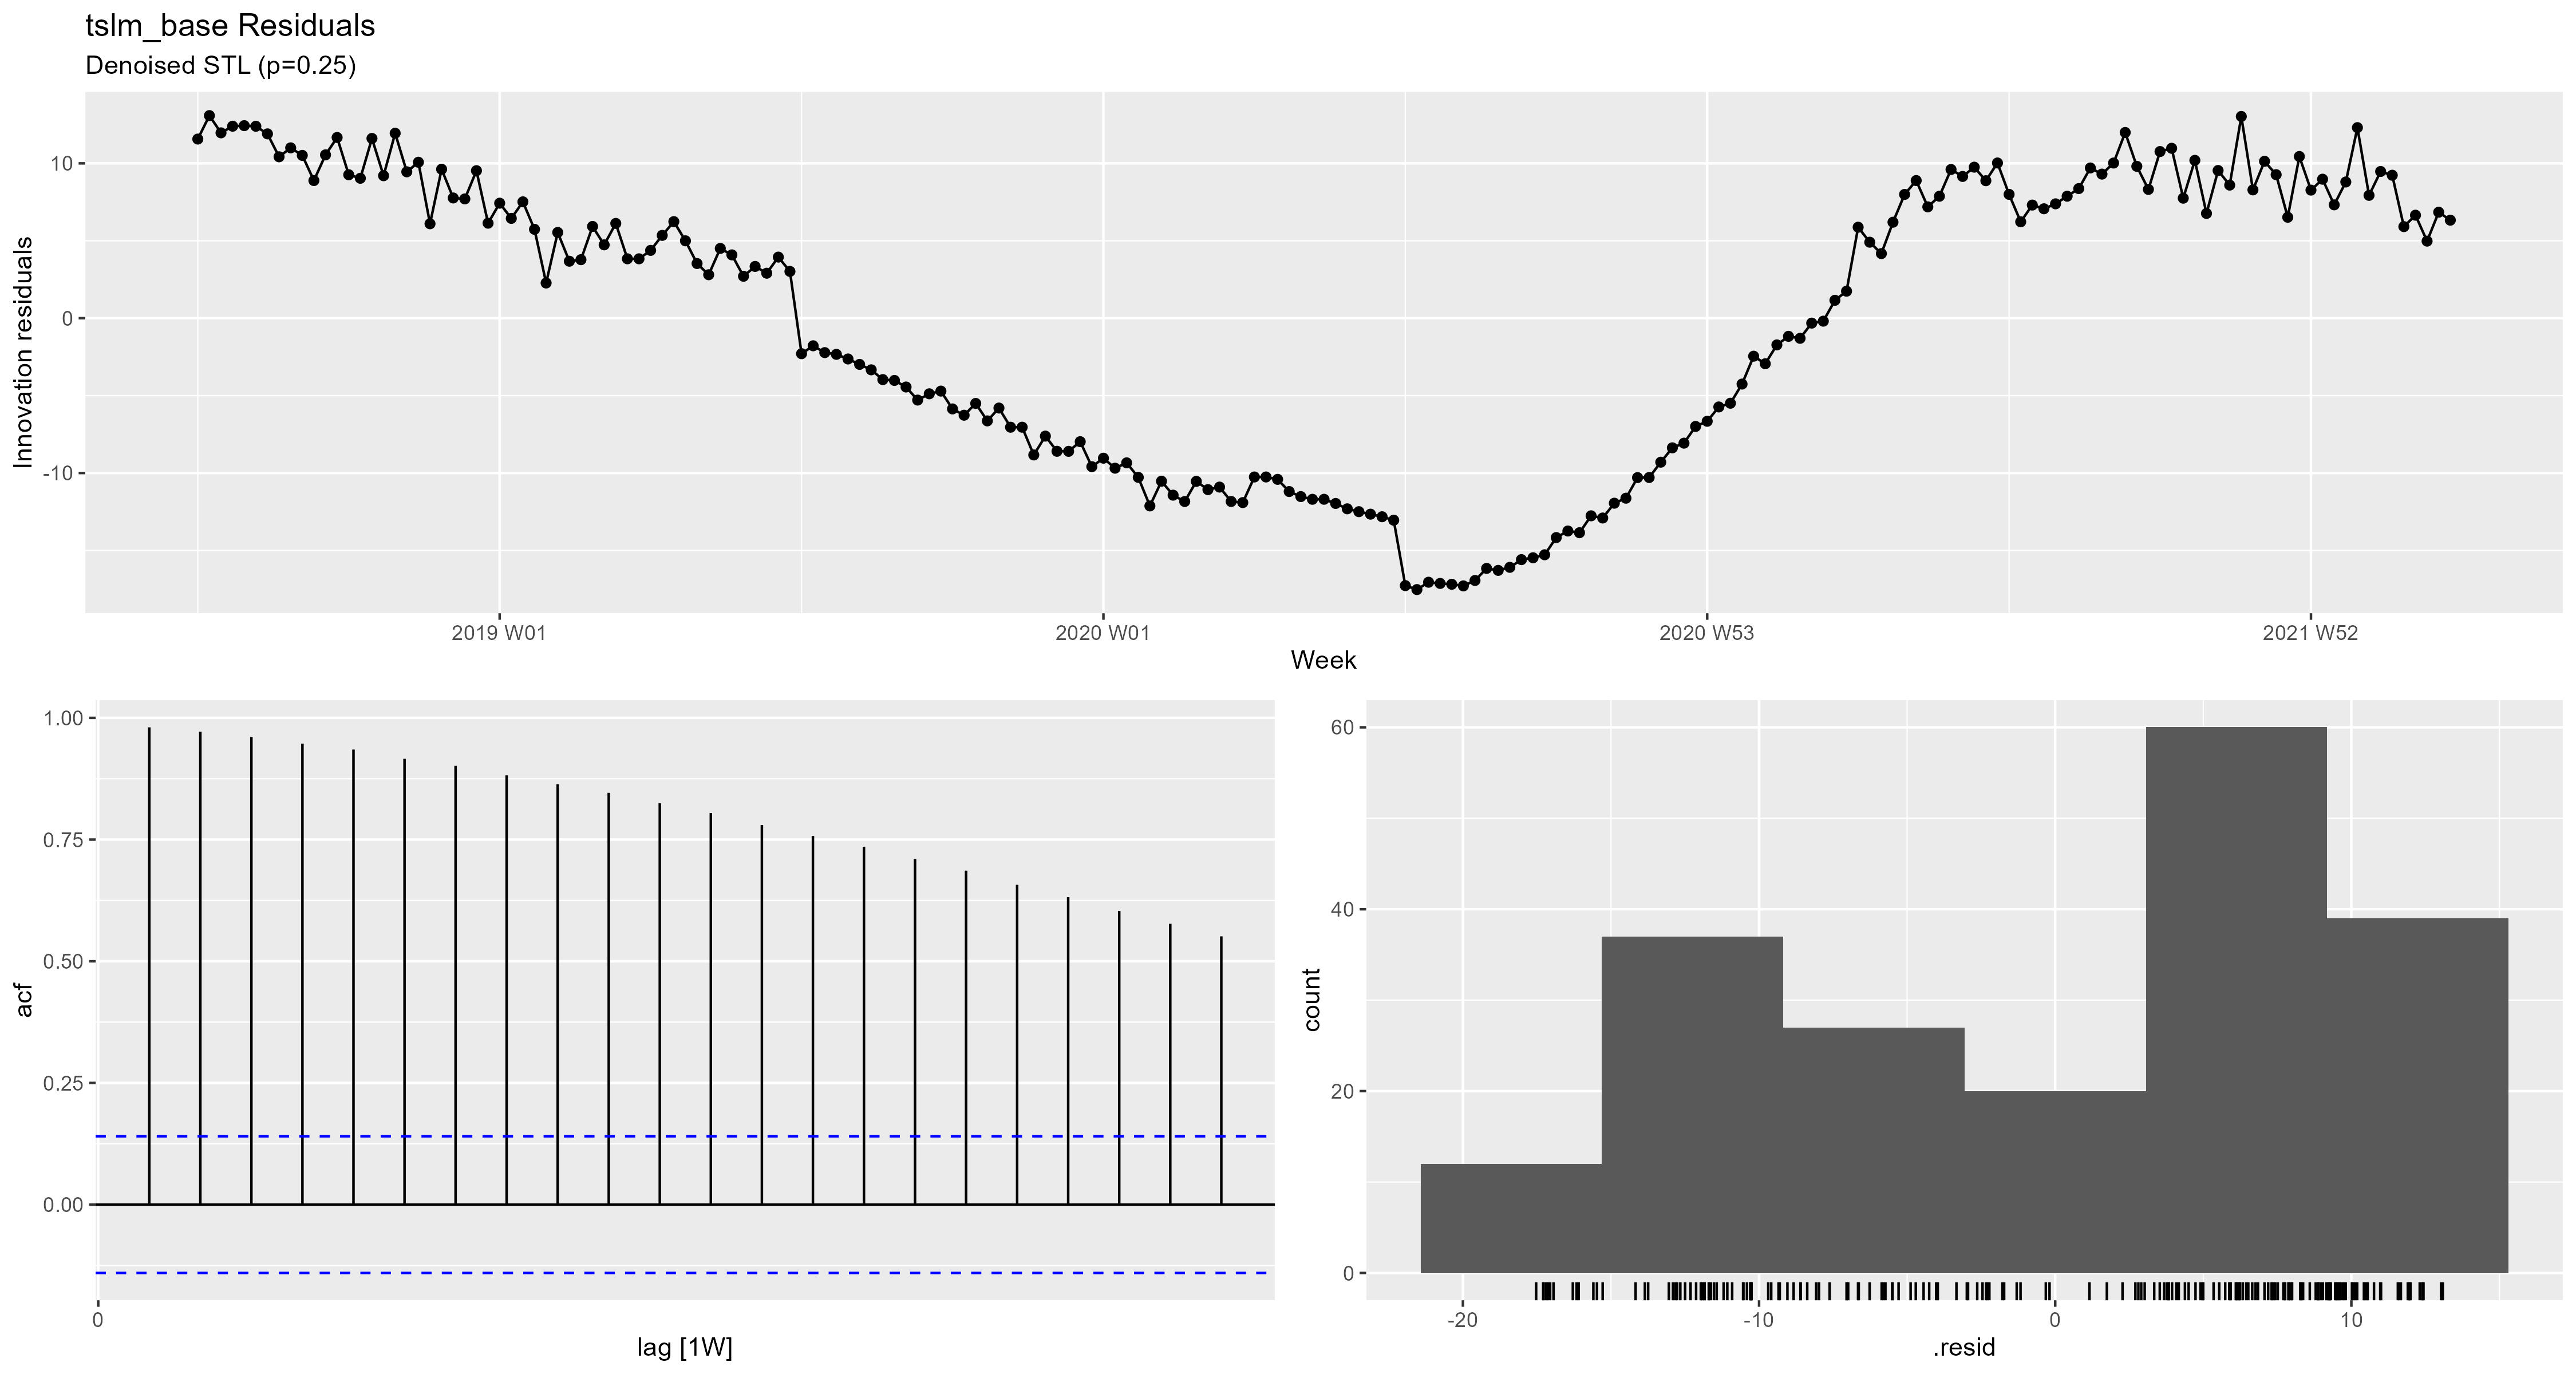 tslm_base Residuals
Denoised STL (p=0.25)
Innovation residuals
10
0
-10
2019 W01
2020 W01
2020 W53
2021 W52
Week
acf
1.00
0.75
0.50
0.25
0.00
0
lag [1W]
count
60
40
20
0
-20
-10
0
10
.resid